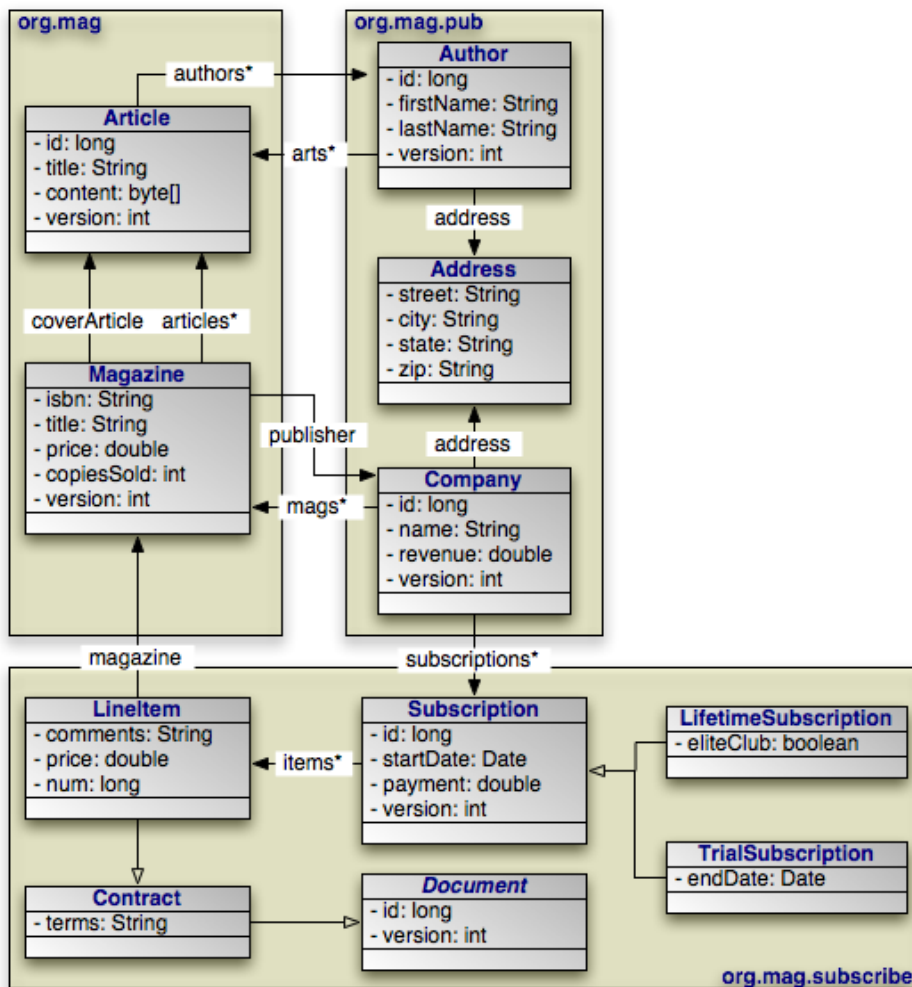 org.mag
org.mag.pub
Author
- id: long
- firstName: String
- lastName: String
- version: int
authors*
Article
- id: long
- title: String
- content: byte[]
- version: int
arts*
address
Address
- street: String
- city: String
- state: String
- zip: String
coverArticle
articles*
Magazine
- isbn: String
- title: String
- price: double
- copiesSold: int
- version: int
publisher
address
Company
- id: long
- name: String
- revenue: double
- version: int
mags*
magazine
subscriptions*
LineItem
- comments: String
- price: double
- num: long
items*
Subscription
- id: long
- startDate: Date
- payment: double
- version: int
LifetimeSubscription
- eliteClub: boolean
TrialSubscription
- endDate: Date
Contract
- terms: String
Document
- id: long
- version: int
org.mag.subscribe